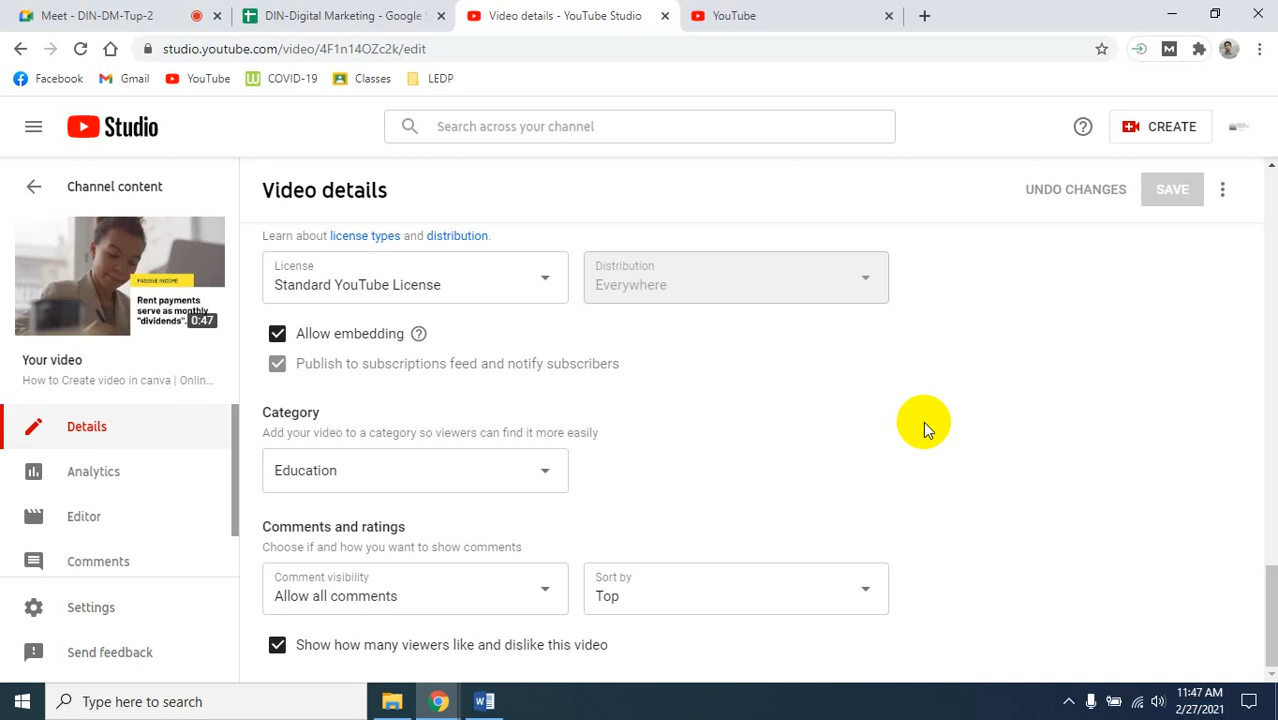 DIN-DM-Tup-2
DIN-Digital Marketing - Google S
Video details - YouTube Studio
YouTube
studio.youtube.com/video/4F1n14OZc2k/edit
Facebook
Gmail
YouTube
COVID-19
Classes
LEDP
Studio
Search across your channel
CREATE
Channel content
Video details
UNDO CHANGES
SAVE
PASSIVE INCOME
Rent payments
serve as monthly
"dividends".
0:47
Your video
How to Create video in canva | Onlin...
Details
Analytics
Editor
Comments
Settings
Send feedback
Learn about license types and distribution.
License
Standard YouTube License
Distribution
Everywhere
Allow embedding
Publish to subscriptions feed and notify subscribers
Category
Add your video to a category so viewers can find it more easily
Education
Comments and ratings
Choose if and how you want to show comments
Comment visibility
Allow all comments
Sort by
Top
Show how many viewers like and dislike this video
Type here to search
11:47 AM
2/27/2021